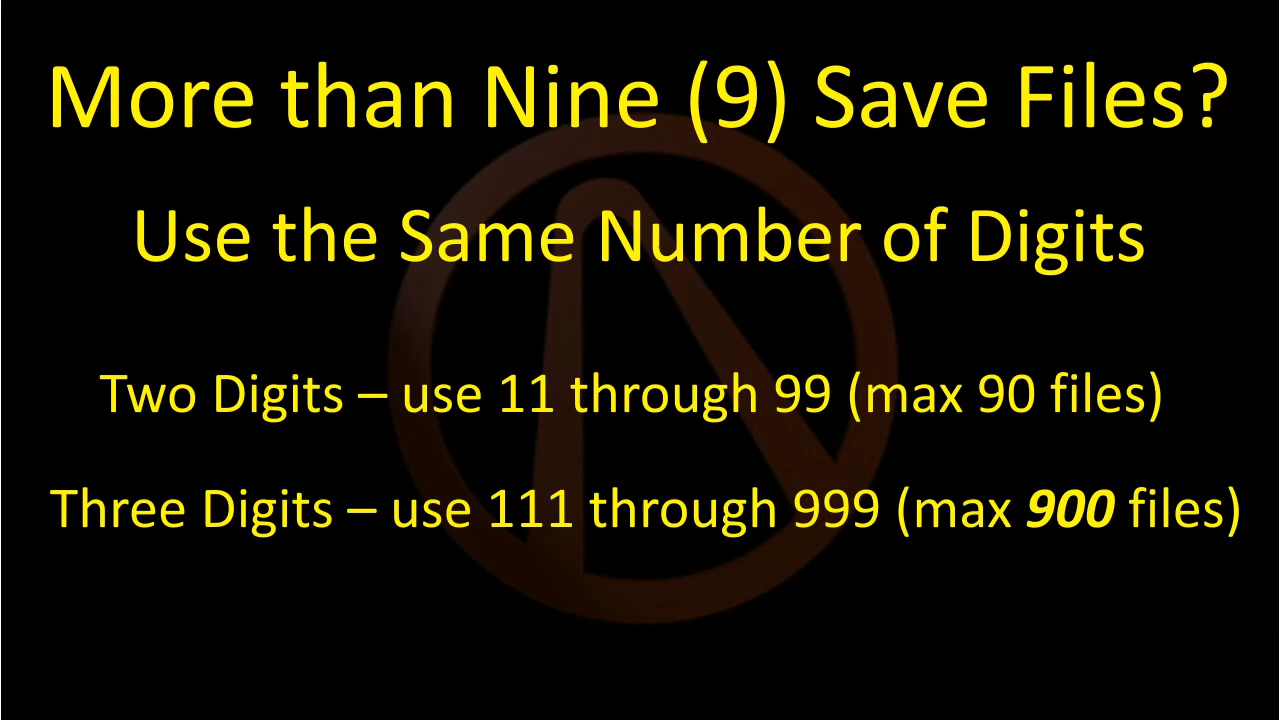 More than Nine (9) Save Files?
Use the Same Number of Digits
Two Digits – use 11 through 99 (max 90 files)
Three Digits – use 111 through 999 (max 900 files)